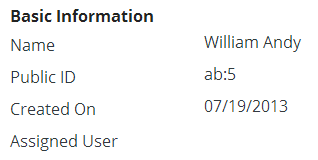 Basic Information
Name William Andy
Public ID ab:5
Created On 07/19/2013
Assigned User